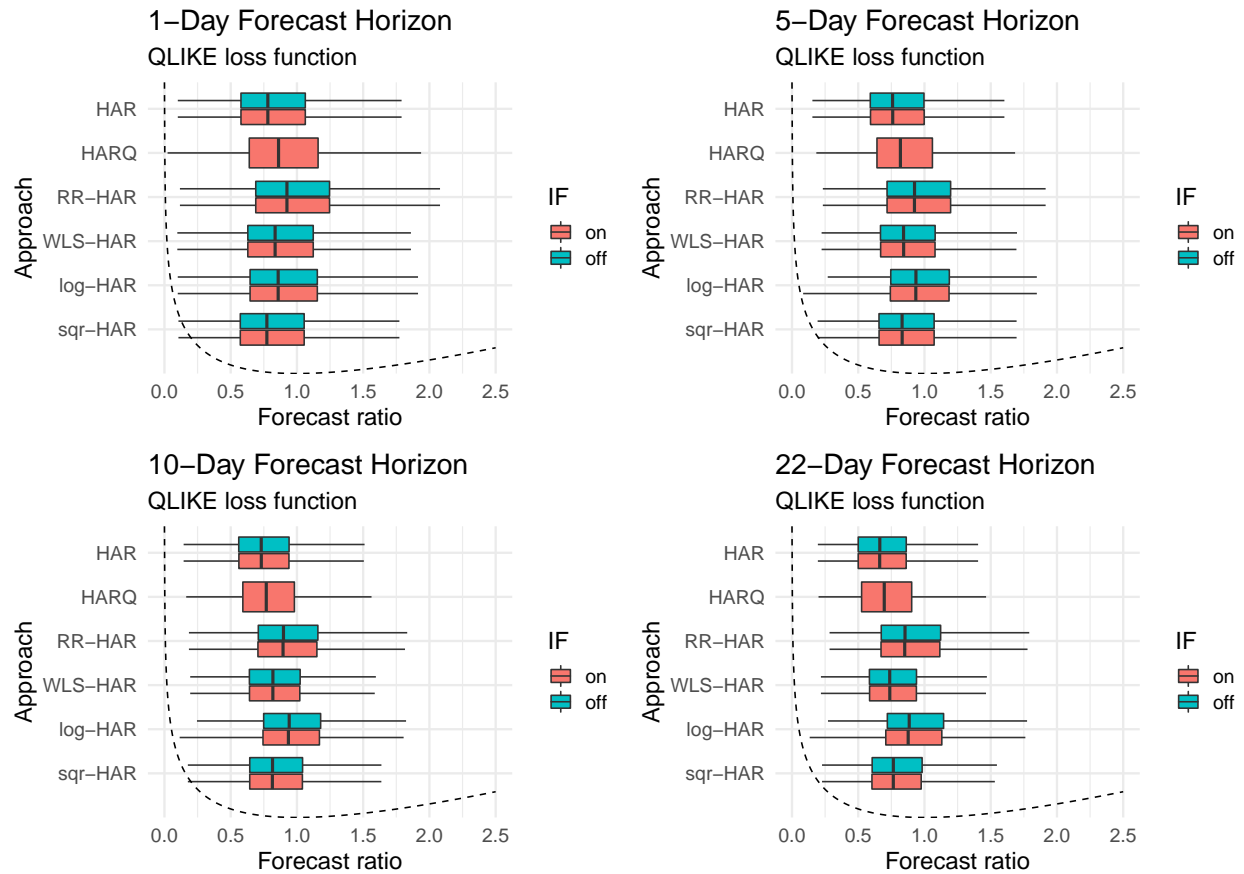 1−Day Forecast Horizon
QLIKE loss function
Approach
HAR
HARQ
RR−HAR
WLS−HAR
log−HAR
sqr−HAR
0.0 0.5 1.0 1.5 2.0 2.5
Forecast ratio
IF
on
off
5−Day Forecast Horizon
QLIKE loss function
Approach
HAR
HARQ
RR−HAR
WLS−HAR
log−HAR
sqr−HAR
0.0 0.5 1.0 1.5 2.0 2.5
Forecast ratio
IF
on
off
10−Day Forecast Horizon
QLIKE loss function
Approach
HAR
HARQ
RR−HAR
WLS−HAR
log−HAR
sqr−HAR
0.0 0.5 1.0 1.5 2.0 2.5
Forecast ratio
IF
on
off
22−Day Forecast Horizon
QLIKE loss function
Approach
HAR
HARQ
RR−HAR
WLS−HAR
log−HAR
sqr−HAR
0.0 0.5 1.0 1.5 2.0 2.5
Forecast ratio
IF
on
off